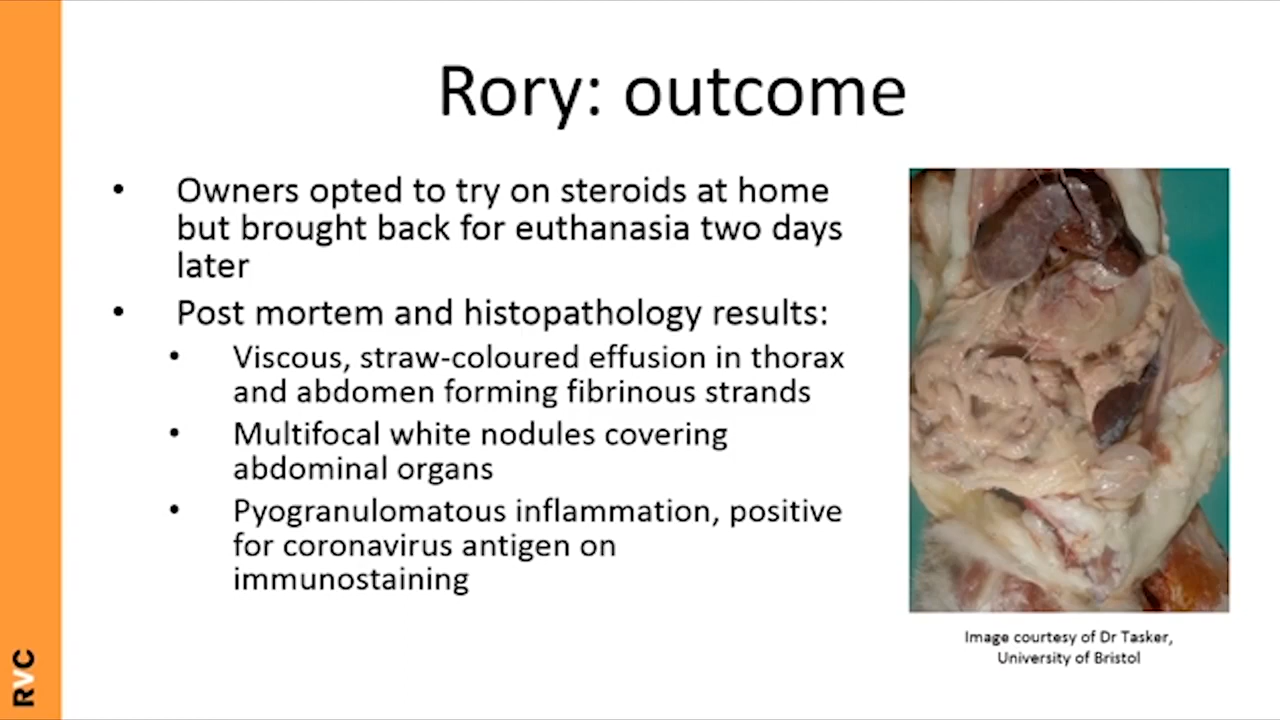 Rory: outcome
• Owners opted to try on steroids at home
but brought back for euthanasia two days
later
• Post mortem and histopathology results:
• Viscous, straw-coloured effusion in thorax
and abdomen forming fibrinous strands
• Multifocal white nodules covering
abdominal organs
• Pyogranulomatous inflammation, positive
for coronavirus antigen on
immunostaining
Image courtesy of Dr Tasker,
University of Bristol
RVC